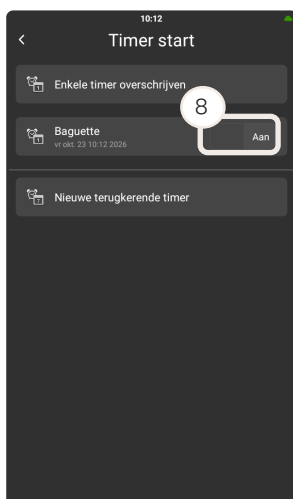 10:12
Timer start
Enkele timer overschrijven
8
Baguette
vr okt. 23 10:12 2026
Aan
Nieuwe terugkerende timer